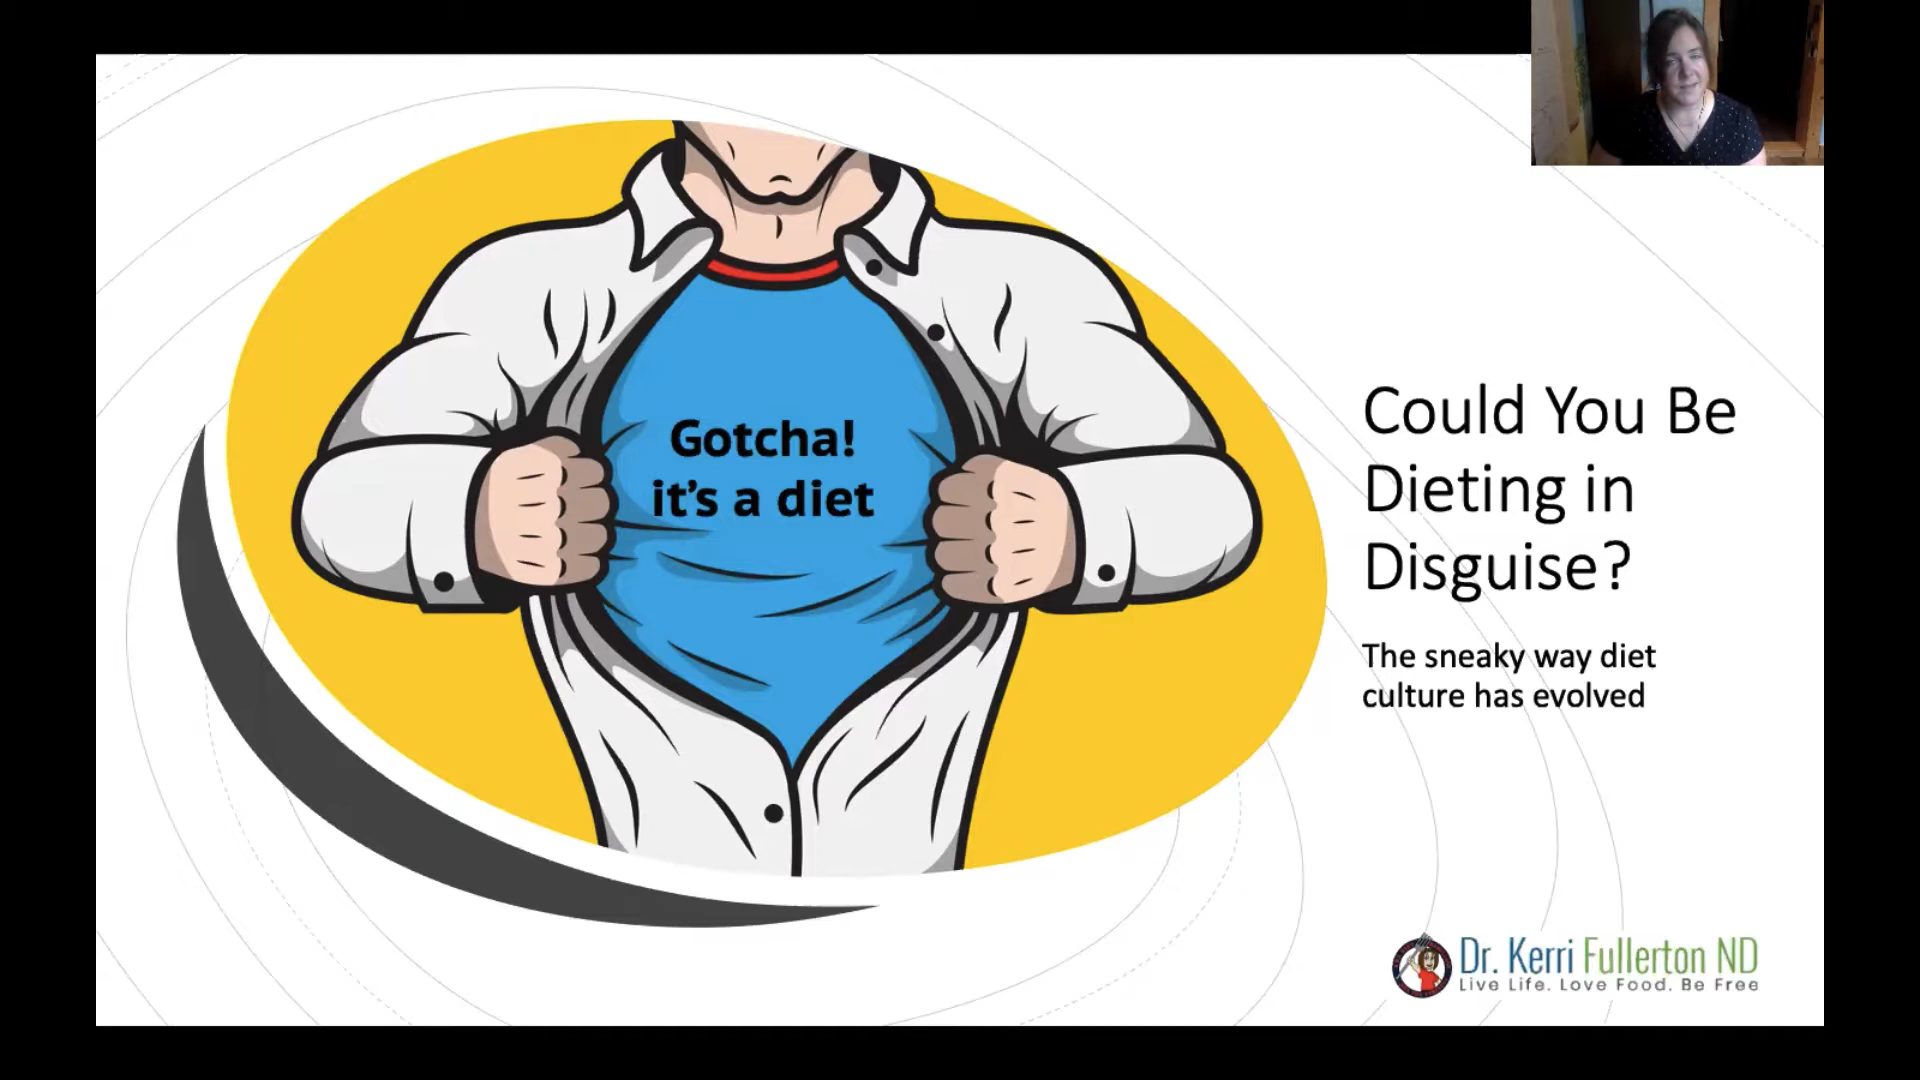 Gotcha!
it's a diet
Could You Be
Dieting in
Disguise?
The sneaky way diet
culture has evolved
Dr. Kerri Fullerton ND
Live Life. Love Food. Be Free